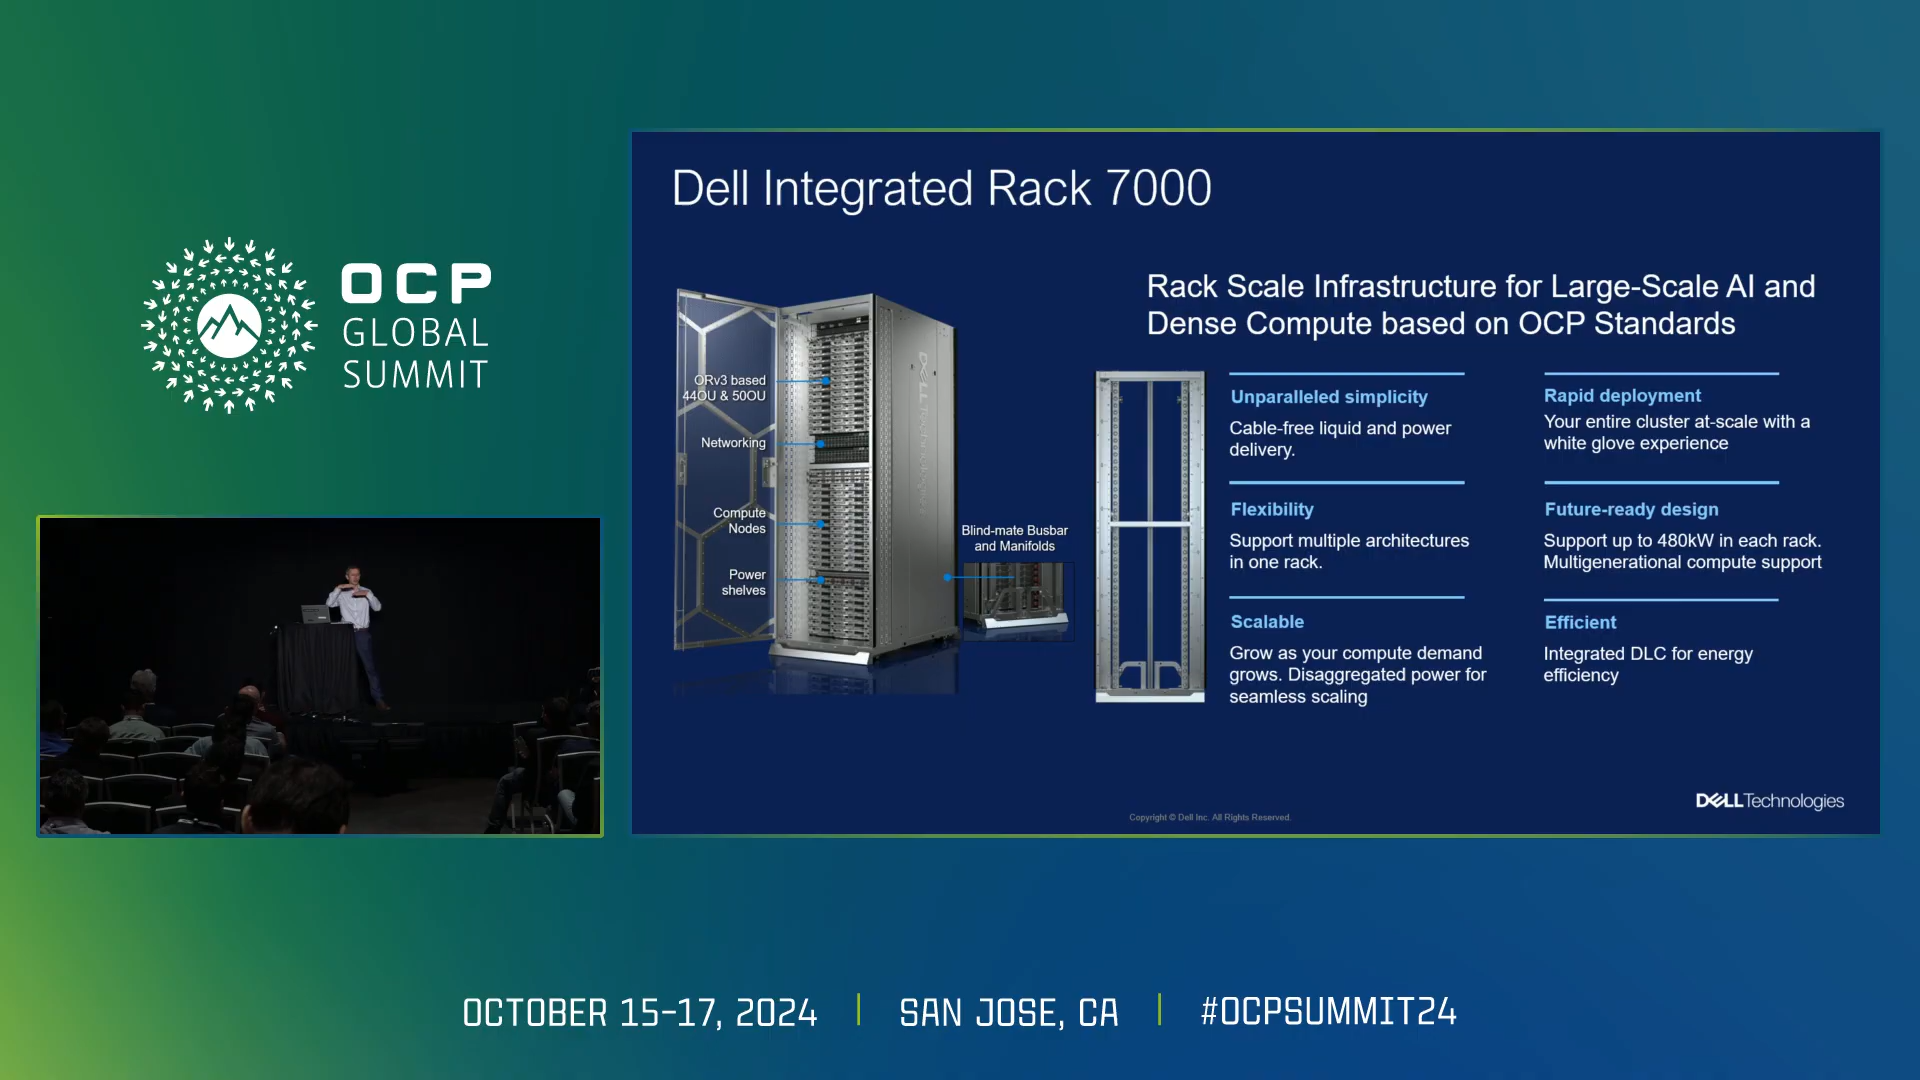 OCP
GLOBAL
SUMMIT
Dell Integrated Rack 7000
Rack Scale Infrastructure for Large-Scale AI and
Dense Compute based on OCP Standards
ORv3 based
44OU & 50OU
Networking
Compute
Nodes
Power
shelves
DELL Technologies
Blind-mate Busbar
and Manifolds
Unparalleled simplicity
Cable-free liquid and power
delivery.
Rapid deployment
Your entire cluster at-scale with a
white glove experience
Flexibility
Support multiple architectures
in one rack.
Future-ready design
Support up to 480kW in each rack.
Multigenerational compute support
Scalable
Grow as your compute demand
grows. Disaggregated power for
seamless scaling
Efficient
Integrated DLC for energy
efficiency
DELL Technologies
Copyright © Dell Inc. All Rights Reserved.
OCTOBER 15-17, 2024 | SAN JOSE, CA | #OCPSUMMIT24